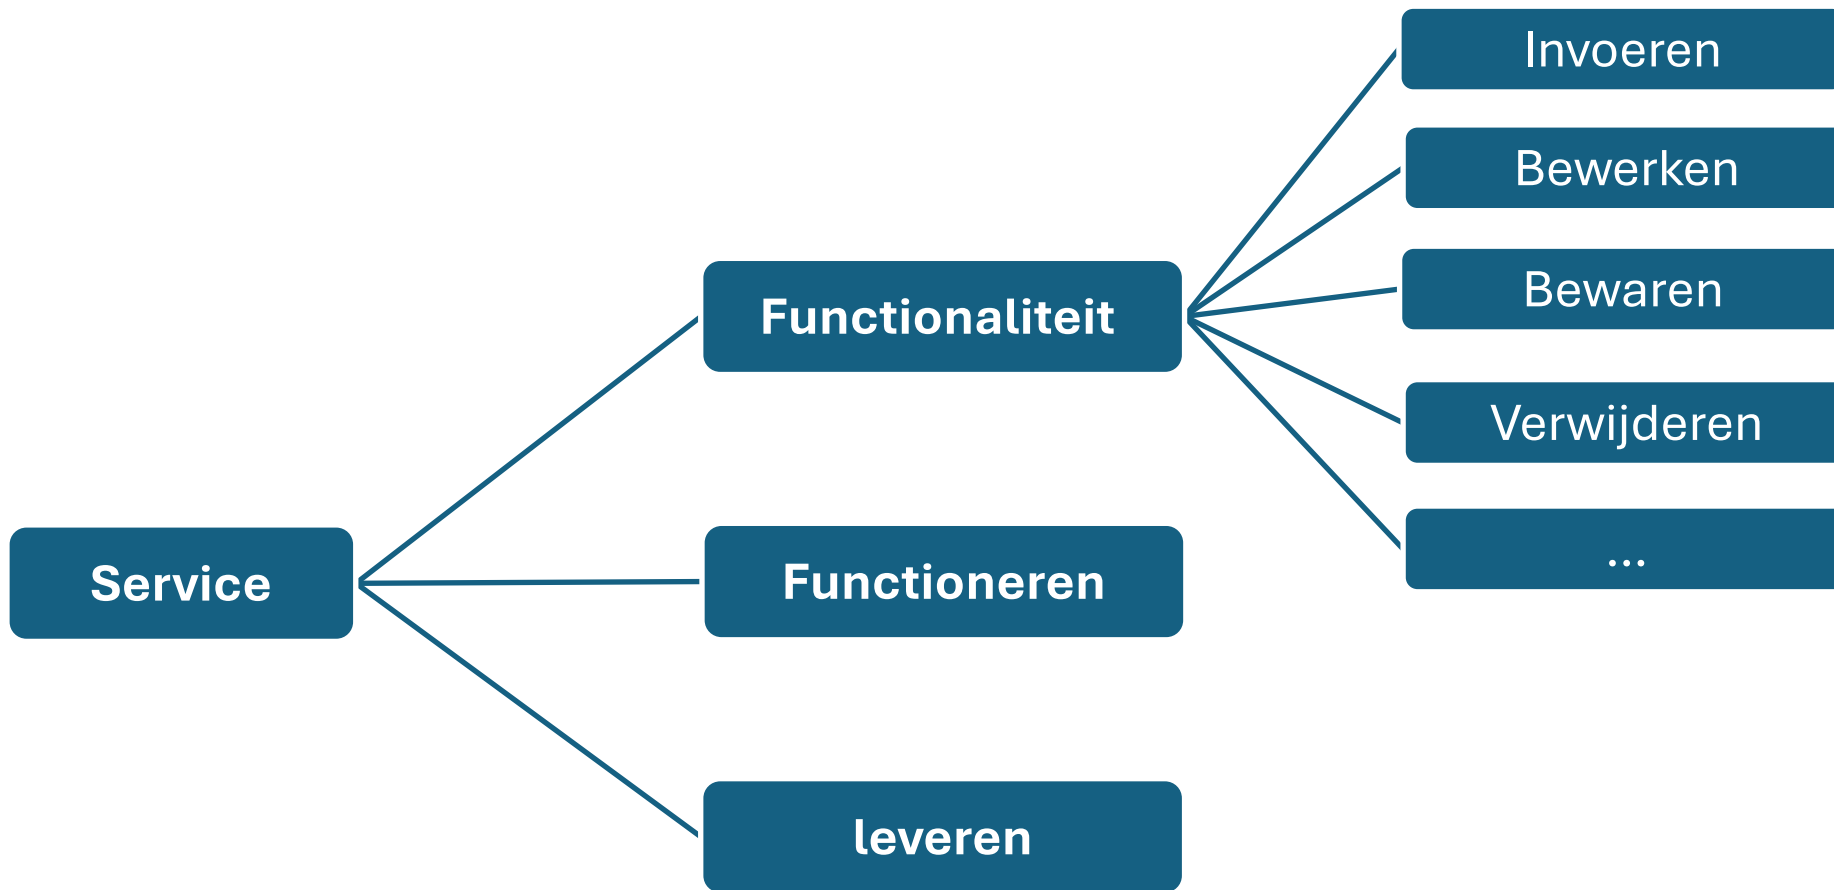 Service
Functionaliteit
Functioneren
leveren
Invoeren
Bewerken
Bewaren
Verwijderen
...